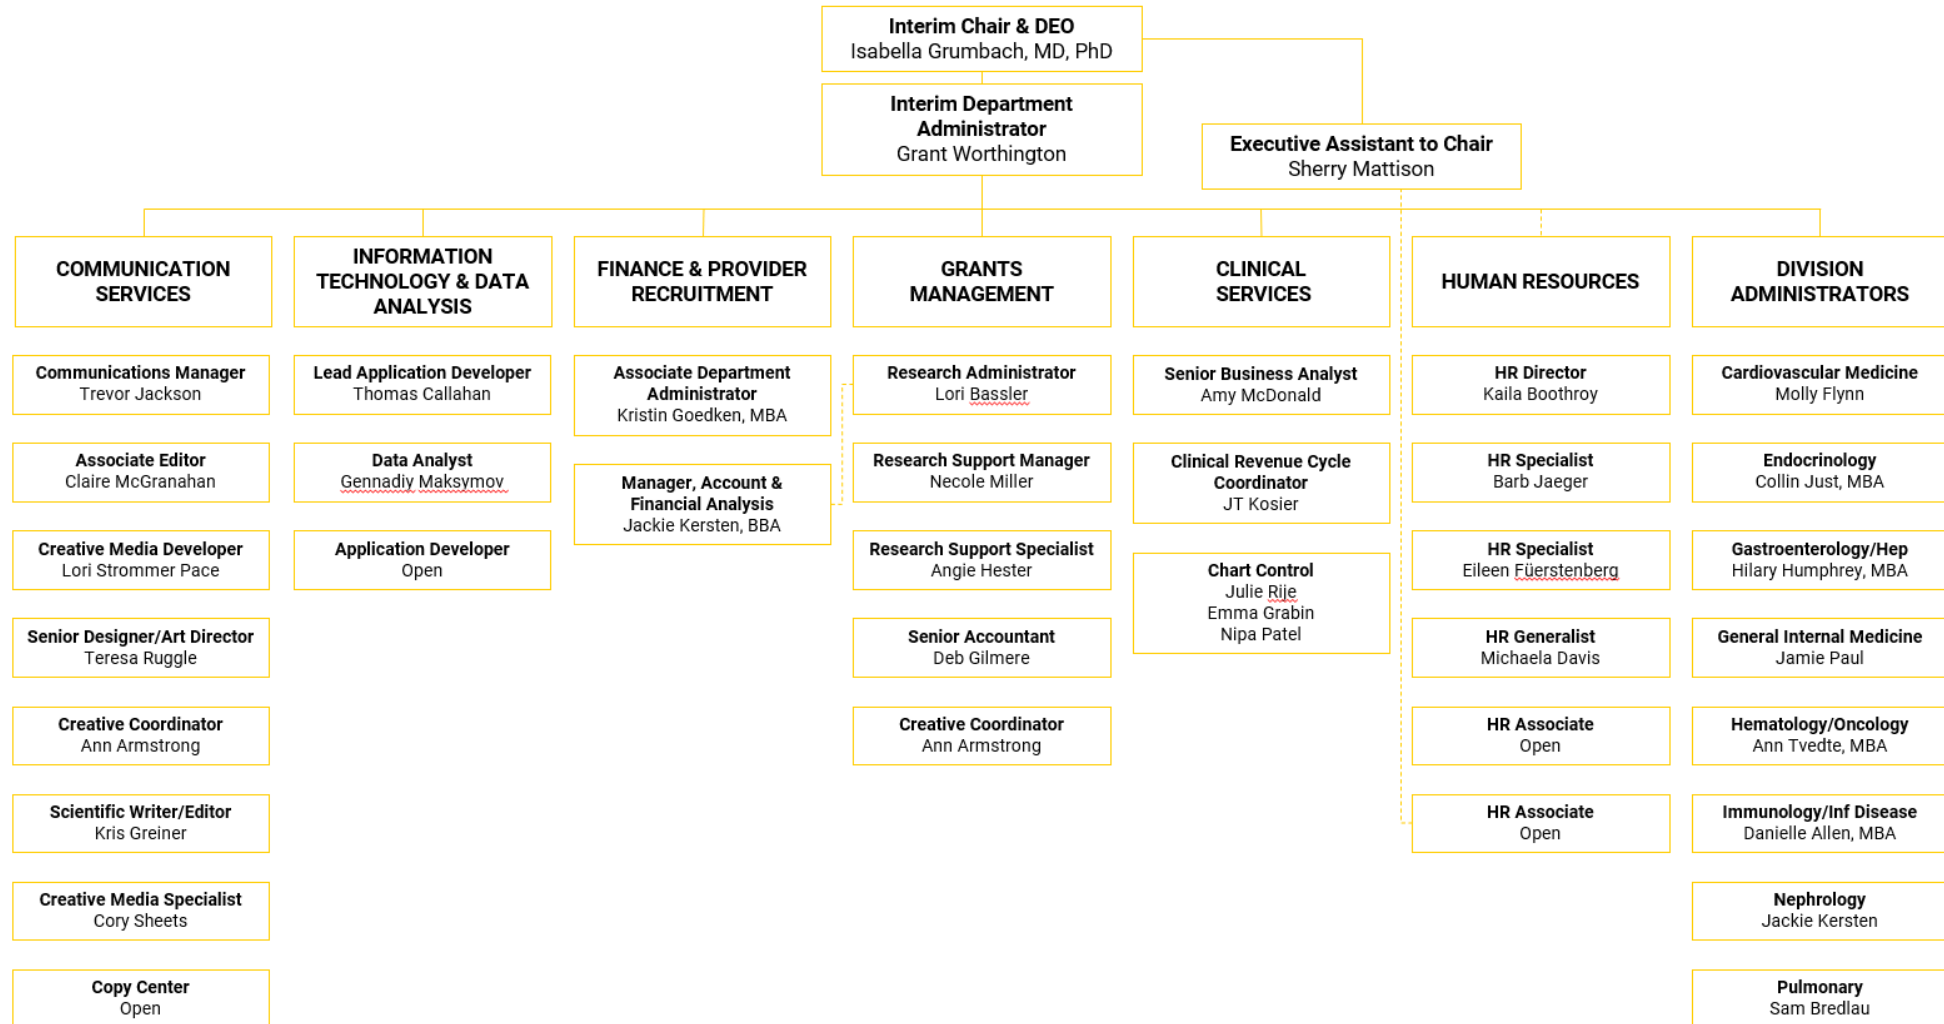 Interim Chair & DEO
Isabella Grumbach, MD, PhD
Interim Department
Administrator
Grant Worthington
Executive Assistant to Chair
Sherry Mattison
COMMUNICATION
SERVICES
Communications Manager
Trevor Jackson
Associate Editor
Claire McGranahan
Creative Media Developer
Lori Strommer Pace
Senior Designer/Art Director
Teresa Ruggle
Creative Coordinator
Ann Armstrong
Scientific Writer/Editor
Kris Greiner
Creative Media Specialist
Cory Sheets
Copy Center
Open
INFORMATION
TECHNOLOGY & DATA
ANALYSIS
Lead Application Developer
Thomas Callahan
Data Analyst
Gennadiy Maksymov
Application Developer
Open
FINANCE & PROVIDER
RECRUITMENT
Associate Department
Administrator
Kristin Goedken, MBA
Manager, Account &
Financial Analysis
Jackie Kersten, BBA
GRANTS
MANAGEMENT
Research Administrator
Lori Bassler
Research Support Manager
Necole Miller
Research Support Specialist
Angie Hester
Senior Accountant
Deb Gilmere
Creative Coordinator
Ann Armstrong
CLINICAL
SERVICES
Senior Business Analyst
Amy McDonald
Clinical Revenue Cycle
Coordinator
JT Kosier
Chart Control
Julie Rije
Emma Grabin
Nipa Patel
HUMAN RESOURCES
HR Director
Kaila Boothroy
HR Specialist
Barb Jaeger
HR Specialist
Eileen Füerstenberg
HR Generalist
Michaela Davis
HR Associate
Open
HR Associate
Open
DIVISION
ADMINISTRATORS
Cardiovascular Medicine
Molly Flynn
Endocrinology
Collin Just, MBA
Gastroenterology/Hep
Hilary Humphrey, MBA
General Internal Medicine
Jamie Paul
Hematology/Oncology
Ann Tvedte, MBA
Immunology/Inf Disease
Danielle Allen, MBA
Nephrology
Jackie Kersten
Pulmonary
Sam Bredlau